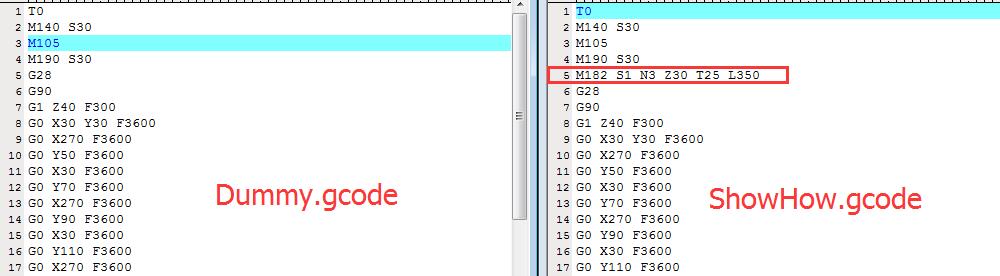 1 T0
2 M140 S30
3 M105
4 M190 S30
5 G28
6 G90
7 G1 Z40 F300
8 G0 X30 Y30 F3600
9 G0 X270 F3600
10 G0 Y50 F3600
11 G0 X30 F3600
12 G0 Y70 F3600
13 G0 X270 F3600
14 G0 Y90 F3600
15 G0 X30 F3600
16 G0 Y110 F3600
17 G0 X270 F3600
Dummy.gcode
1 T0
2 M140 S30
3 M105
4 M190 S30
5 M182 S1 N3 Z30 T25 L350
6 G28
7 G90
8 G1 Z40 F300
9 G0 X30 Y30 F3600
10 G0 X270 F3600
11 G0 Y50 F3600
12 G0 X30 F3600
13 G0 Y70 F3600
14 G0 X270 F3600
15 G0 Y90 F3600
16 G0 X30 F3600
17 G0 Y110 F3600
ShowHow.gcode